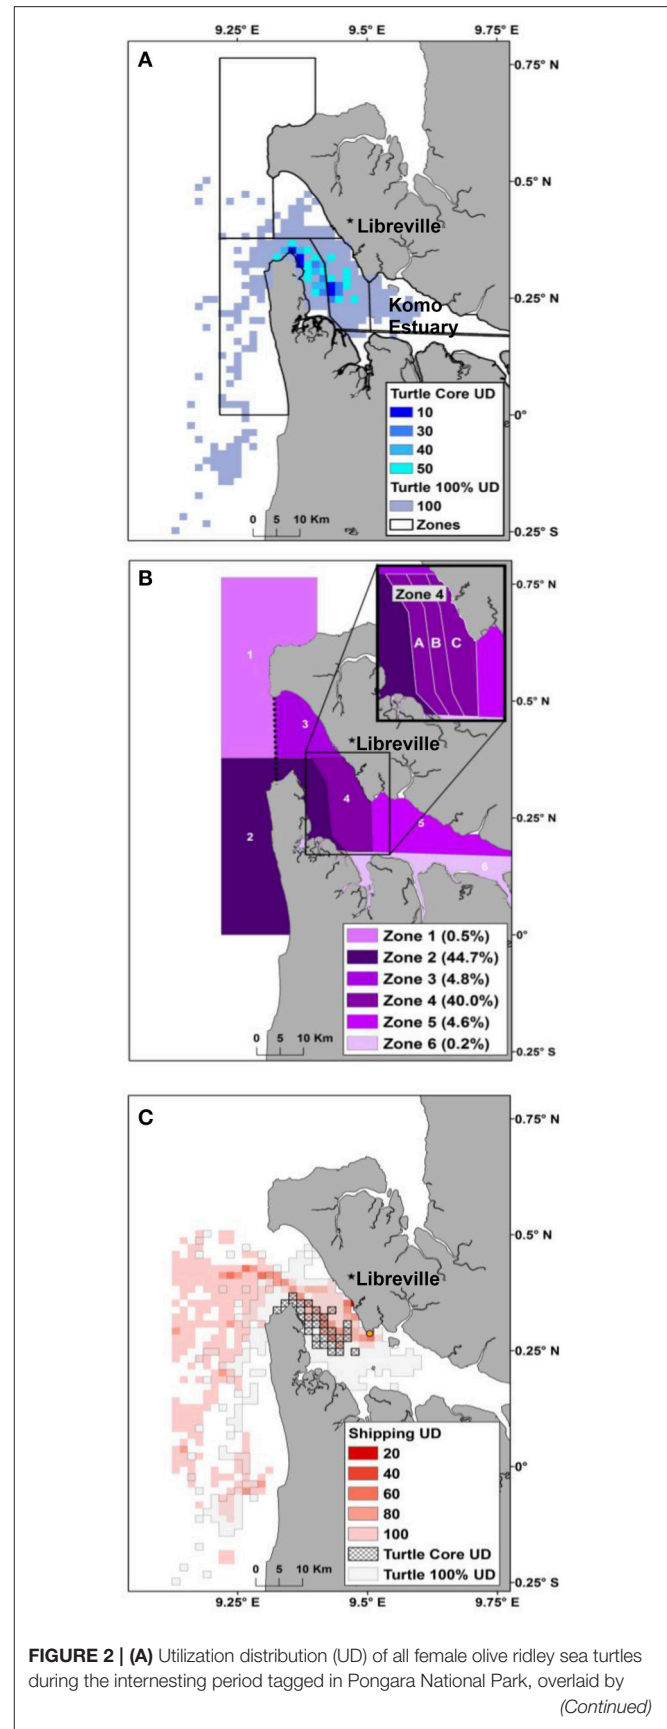 9.25° E 9.5° E 9.75° E
A
0.75° N
0.5° N
Libreville
0.25° N
Komo
Estuary
Turtle Core UD
10
0°
30
40
50
Turtle 100% UD
100
0 5 10 Km
Zones
0.25° S
B
0.75° N
Zone 4
1
A B C
0.5° N
3
Libreville
4
0.25° N
5
2
6
Zone 1 (0.5%)
0°
Zone 2 (44.7%)
Zone 3 (4.8%)
Zone 4 (40.0%)
Zone 5 (4.6%)
0 5 10 Km
Zone 6 (0.2%)
0.25° S
C
0.75° N
0.5° N
Libreville
0.25° N
Shipping UD
20
0°
40
60
80
100
Turtle Core UD
0 5 10 Km
Turtle 100% UD
0.25° S
9.25° E 9.5° E 9.75° E
FIGURE 2 | (A) Utilization distribution (UD) of all female olive ridley sea turtles
during the internesting period tagged in Pongara National Park, overlaid by
(Continued)